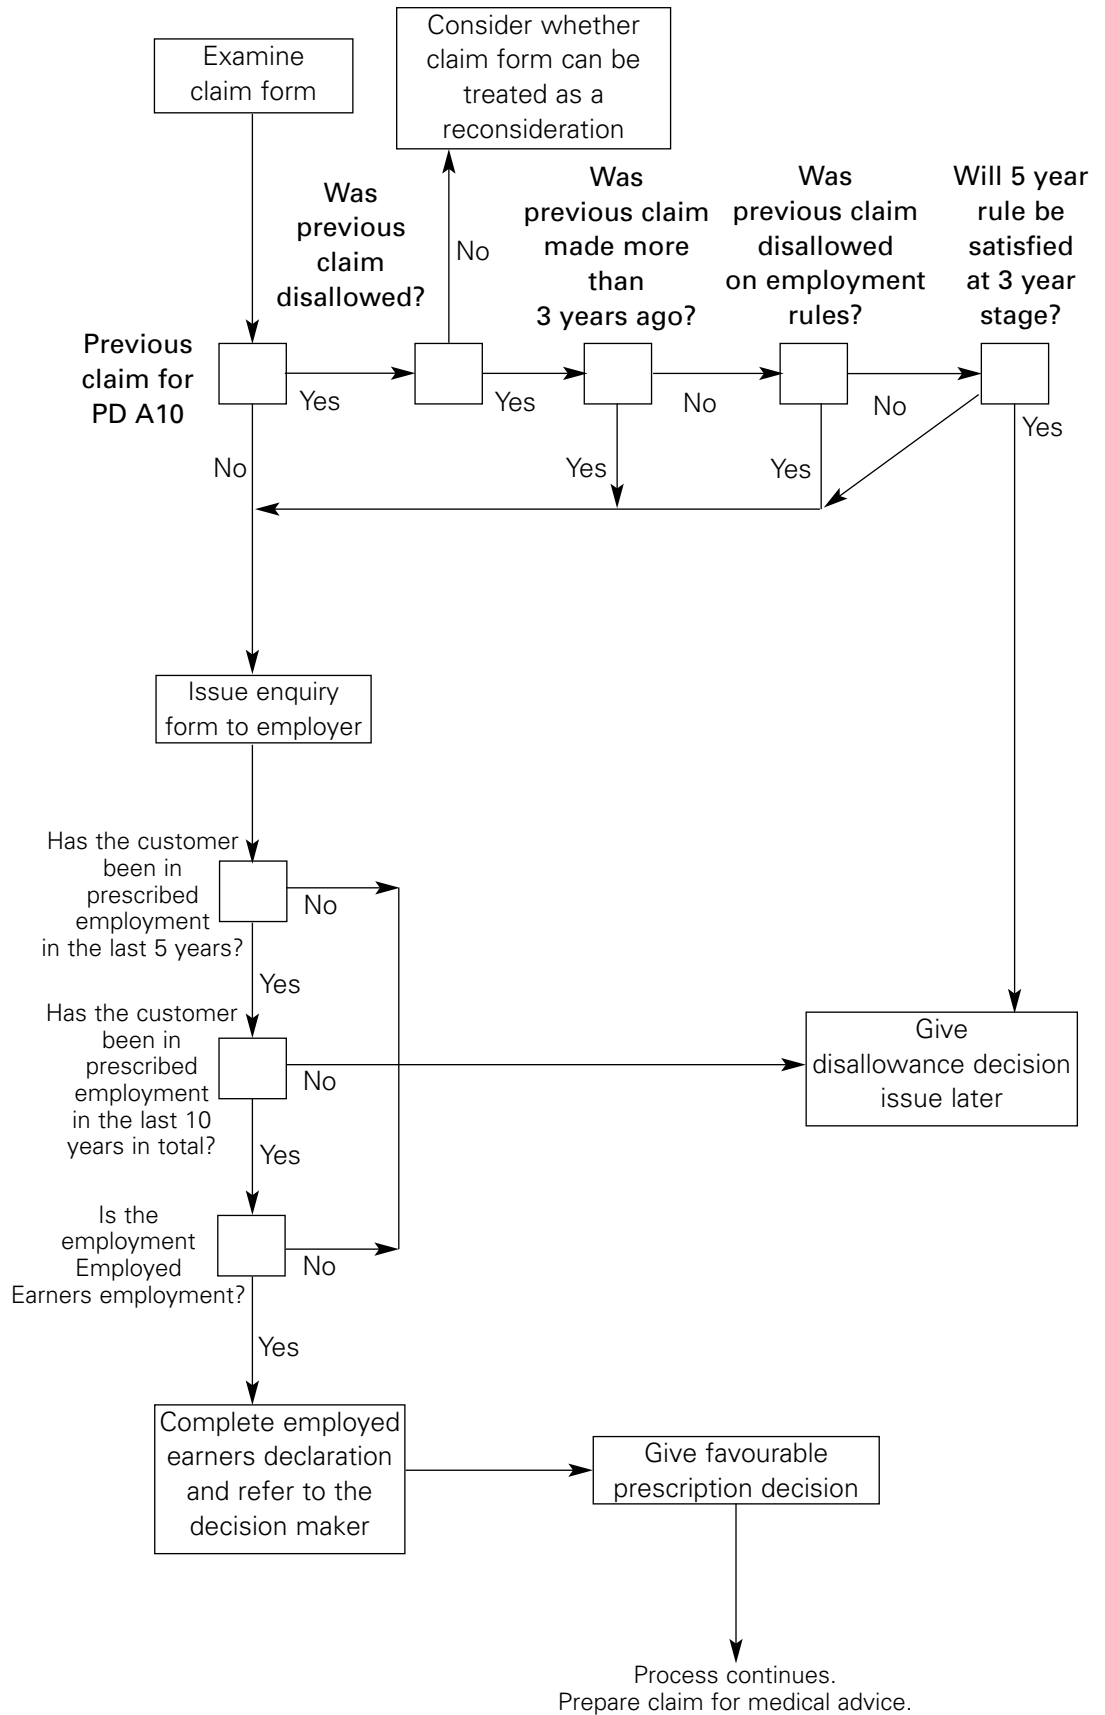 Examine
claim form
Consider whether
claim form can be
treated as a
reconsideration
Was
previous
claim
disallowed?
No
Was
previous claim
made more
than
3 years ago?
Was
previous claim
disallowed
on employment
rules?
Will 5 year
rule be
satisfied
at 3 year
stage?
Previous
claim for
PD A10
Yes
Yes
No
No
Yes
No
Yes
Yes
Issue enquiry
form to employer
Has the customer
been in
prescribed
employment
in the last 5 years?
No
Yes
Has the customer
been in
prescribed
employment
in the last 10
years in total?
No
Yes
Give
disallowance decision
issue later
Is the
employment
Employed
Earners employment?
No
Yes
Complete employed
earners declaration
and refer to the
decision maker
Give favourable
prescription decision
Process continues.
Prepare claim for medical advice.